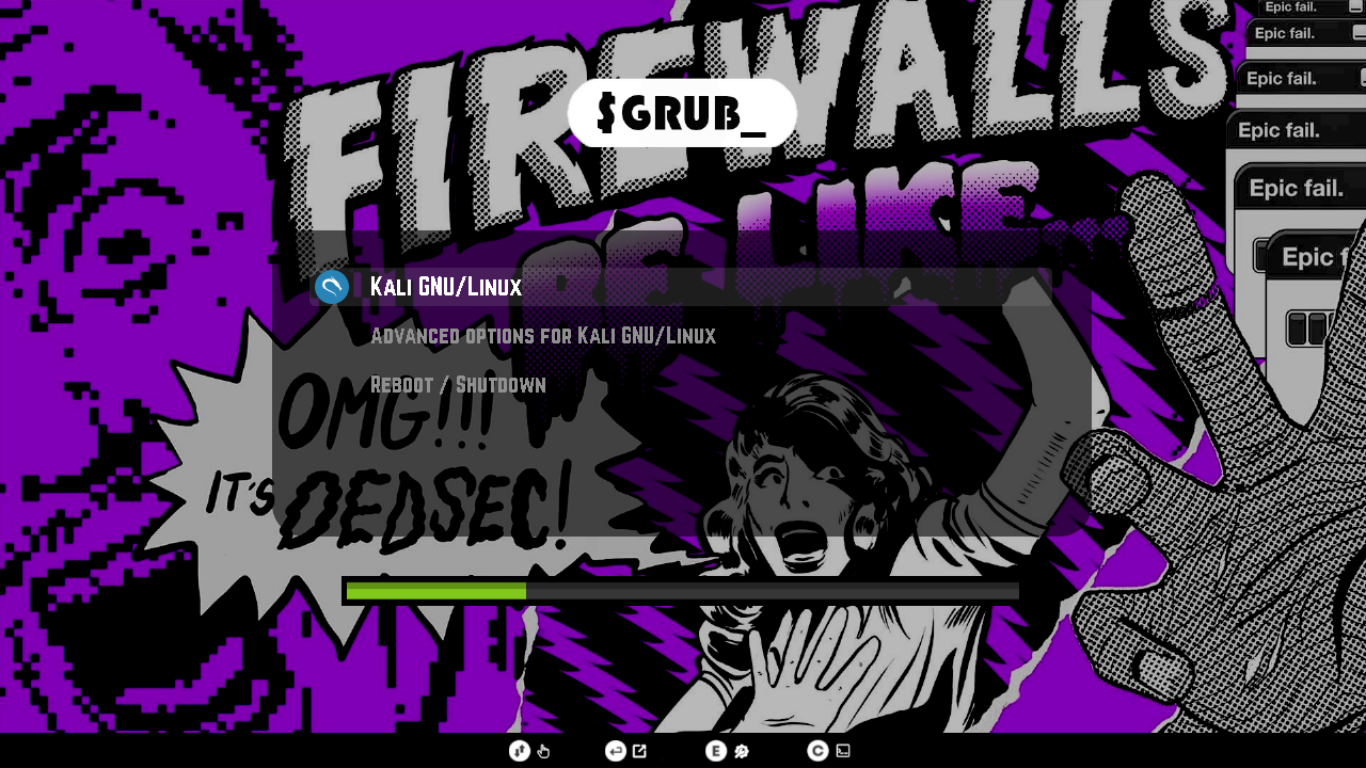 Epic fail.
Epic fail.
Epic fail.
Epic fail.
Epic fail.
Epic f
FIREWALLS
BE LIKE
$GRUB_
Kali GNU/Linux
Advanced options for Kali GNU/Linux
Reboot / Shutdown
OMG!!!
IT'S DEDSEC!
E
C